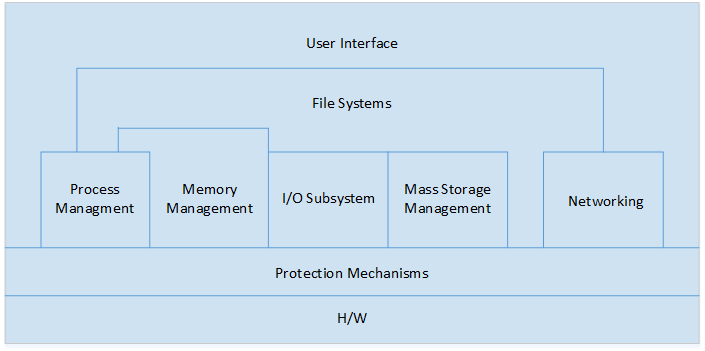 User Interface
File Systems
Process
Managment
Memory
Management
I/O Subsystem
Mass Storage
Management
Networking
Protection Mechanisms
H/W